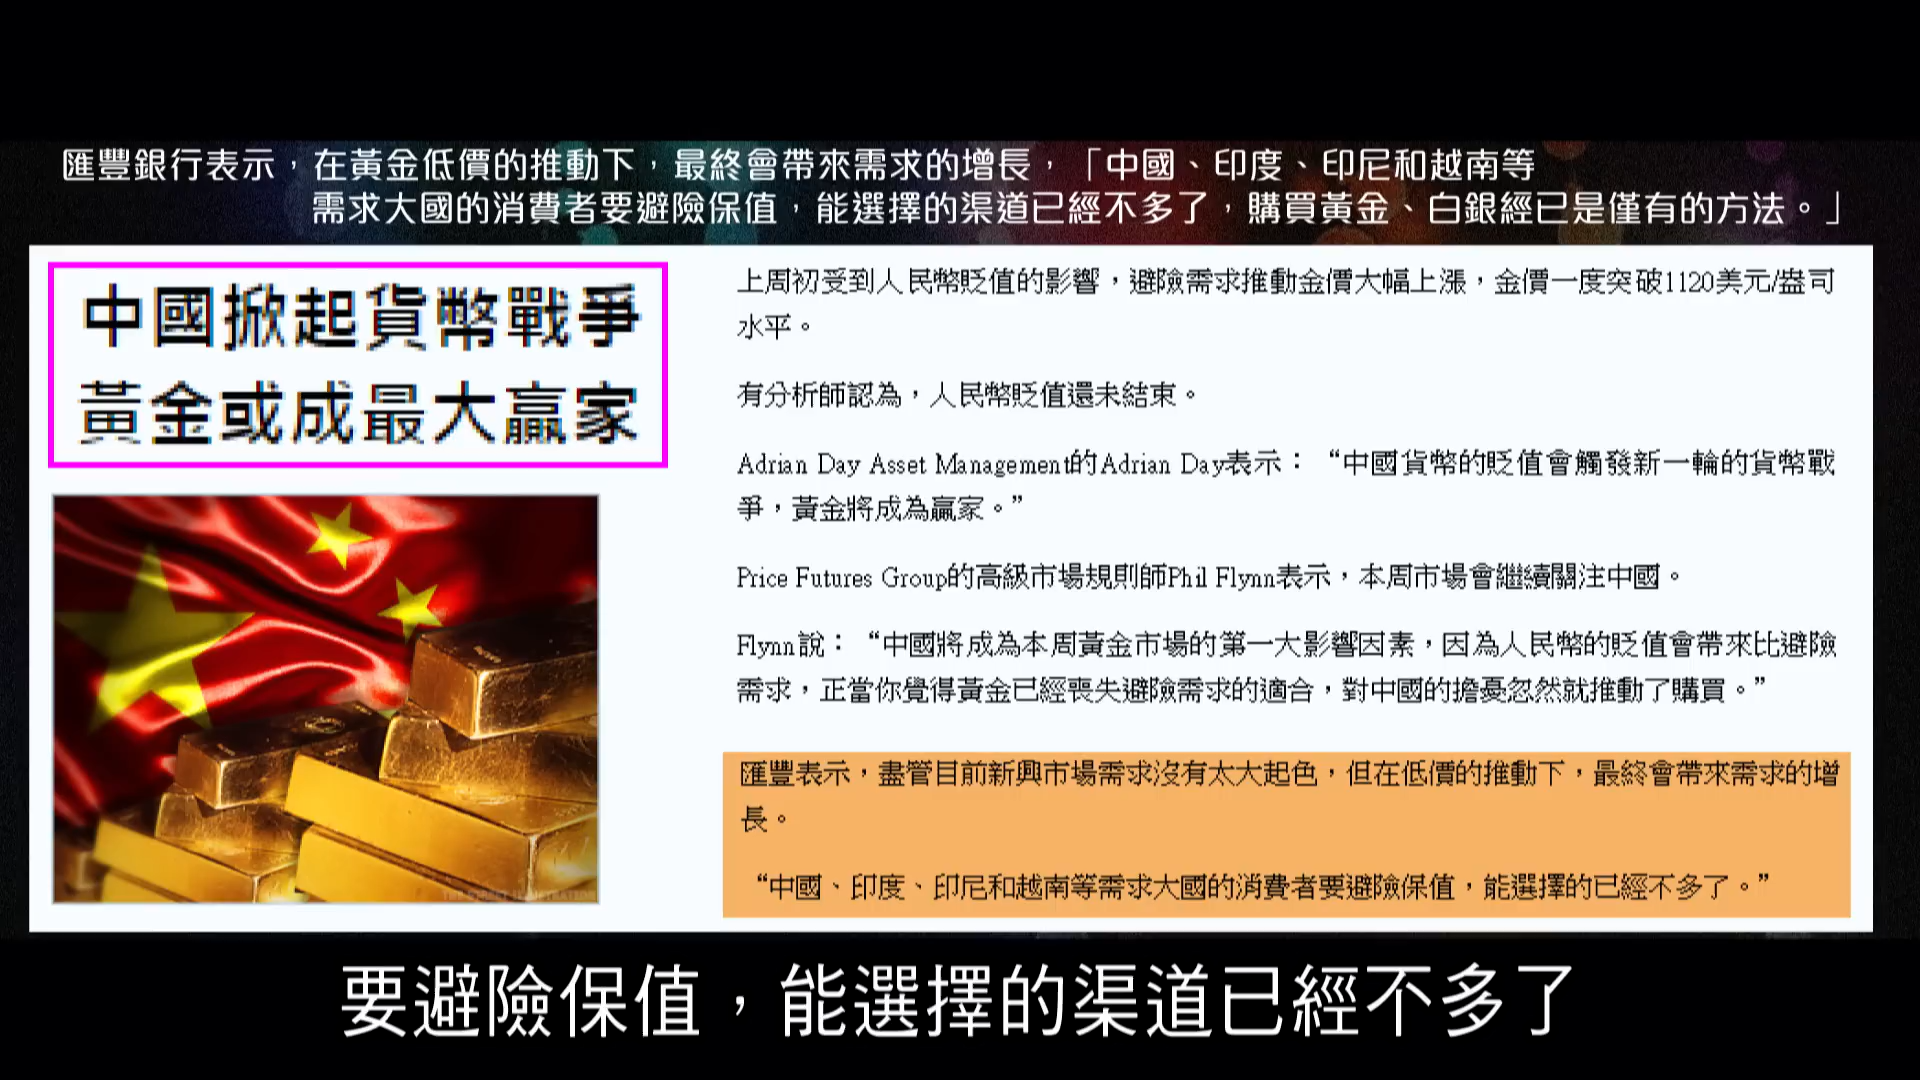 匯豐銀行表示，在黃金低價的推動下，最終會帶來需求的增長，「中國、印度、印尼和越南等
需求大國的消費者要避險保值，能選擇的渠道已經不多了，購買黃金、白銀經已是僅有的方法。」
中國掀起貨幣戰爭
黃金或成最大贏家
上周初受到人民幣貶值的影響，避險需求推動金價大幅上漲，金價一度突破1120美元/盎司
水平。
有分析師認為，人民幣貶值還未結束。
Adrian Day Asset Management的Adrian Day表示：“中國貨幣的貶值會觸發新一輪的貨幣戰
爭，黃金將成為贏家。”
Price Futures Group的高級市場規則師Phil Flynn表示，本周市場會繼續關注中國。
Flynn說：“中國將成為本周黃金市場的第一大影響因素，因為人民幣的貶值會帶來比避險
需求，正當你覺得黃金已經喪失避險需求的適合，對中國的擔憂忽然就推動了購買。”
匯豐表示，盡管目前新興市場需求沒有太大起色，但在低價的推動下，最終會帶來需求的增
長。
“中國、印度、印尼和越南等需求大國的消費者要避險保值，能選擇的已經不多了。”
要避險保值，能選擇的渠道已經不多了